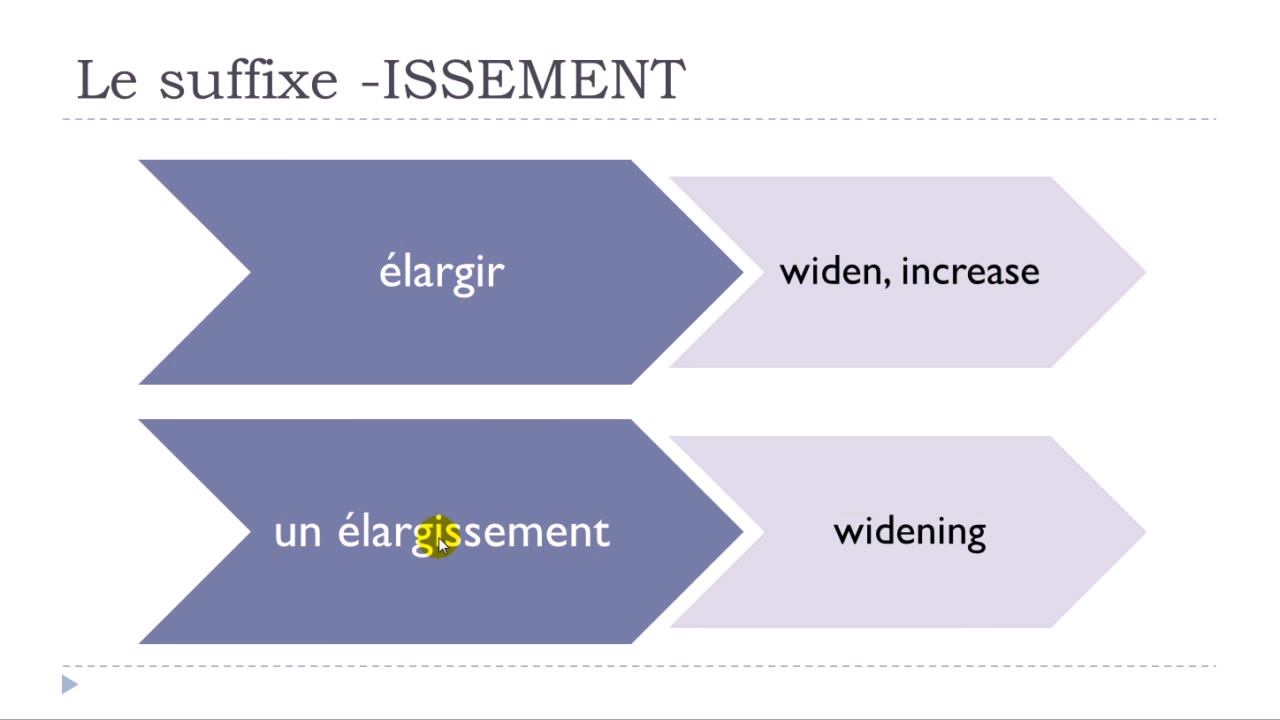 Le suffixe -ISSEMENT
élargir
widen, increase
un élargissement
widening